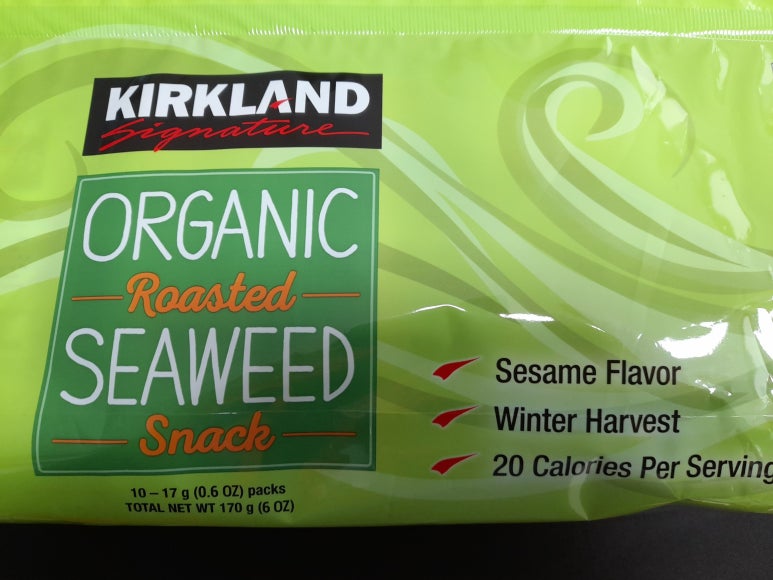 KIRKLAND
Signature
ORGANIC
Roasted
SEAWEED
Snack
10 – 17 g (0.6 OZ) packs
TOTAL NET WT 170 g (6 OZ)
Sesame Flavor
Winter Harvest
20 Calories Per Serving